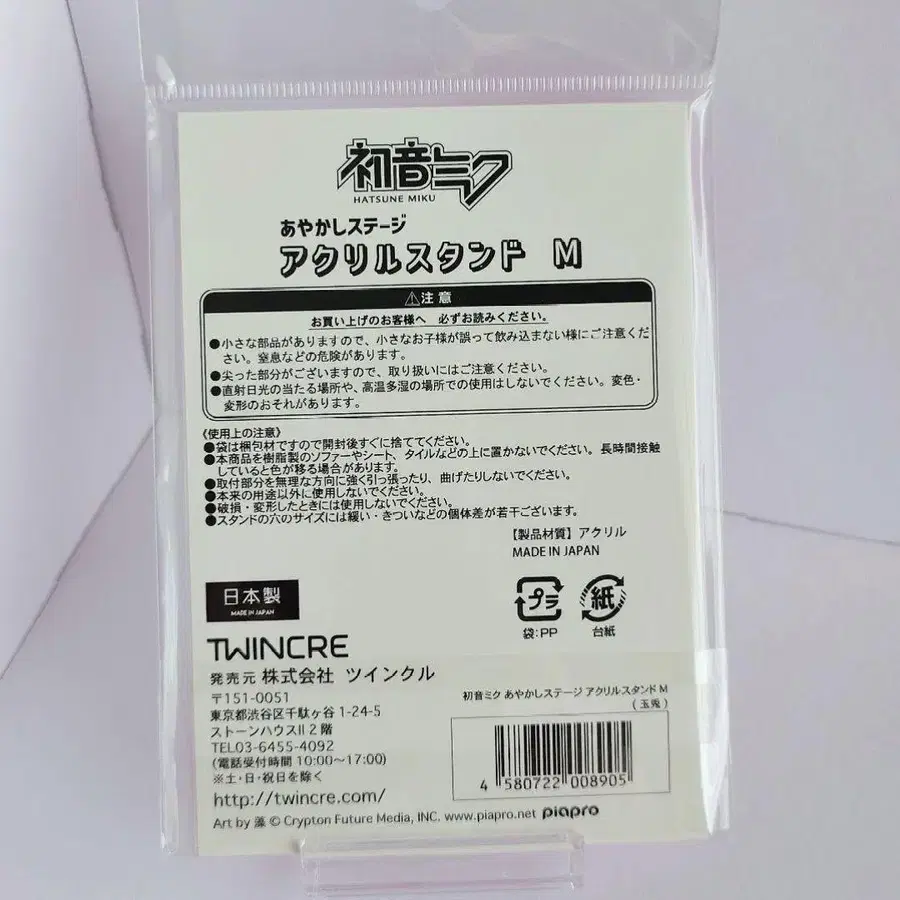 初音ミク
HATSUNE MIKU
あやかしステージ
アクリルスタンド M
⚠注意
お買い上げのお客様へ 必ずお読みください。
●小さな部品がありますので、小さなお子様が誤って飲み込まない様にご注意くだ
さい。窒息などの危険があります。
●尖った部分がございますので、取り扱いにはご注意ください。
●直射日光の当たる場所や、高温多湿の場所での使用はしないでください。変色・
変形のおそれがあります。
《使用上の注意》
●袋は梱包材ですので開封後すぐに捨ててください。
●本商品を樹脂製のソファーやシート、タイルなどの上に置かないでください。長時間接触
していると色が移る場合があります。
●取付部分を無理な方向に強く引っ張ったり、曲げたりしないでください。
●本来の用途以外に使用しないでください。
●破損・変形したときには使用しないでください。
●スタンドの穴のサイズには緩い・きついなどの個体差が若干ございます。
【製品材質】アクリル
MADE IN JAPAN
日本製
MADE IN JAPAN
プラ
袋:PP
紙
台紙
TWINCRE
発売元 株式会社 ツインクル
〒151-0051
東京都渋谷区千駄ヶ谷 1-24-5
ストーンハウスII 2 階
TEL03-6455-4092
(電話受付時間 10:00〜17:00)
※土・日・祝日を除く
http://twincre.com/
初音ミク あやかしステージ アクリルスタンド M
(玉兎)
4 580722 008905
Art by 藻 © Crypton Future Media, INC. www.piapro.net piapro